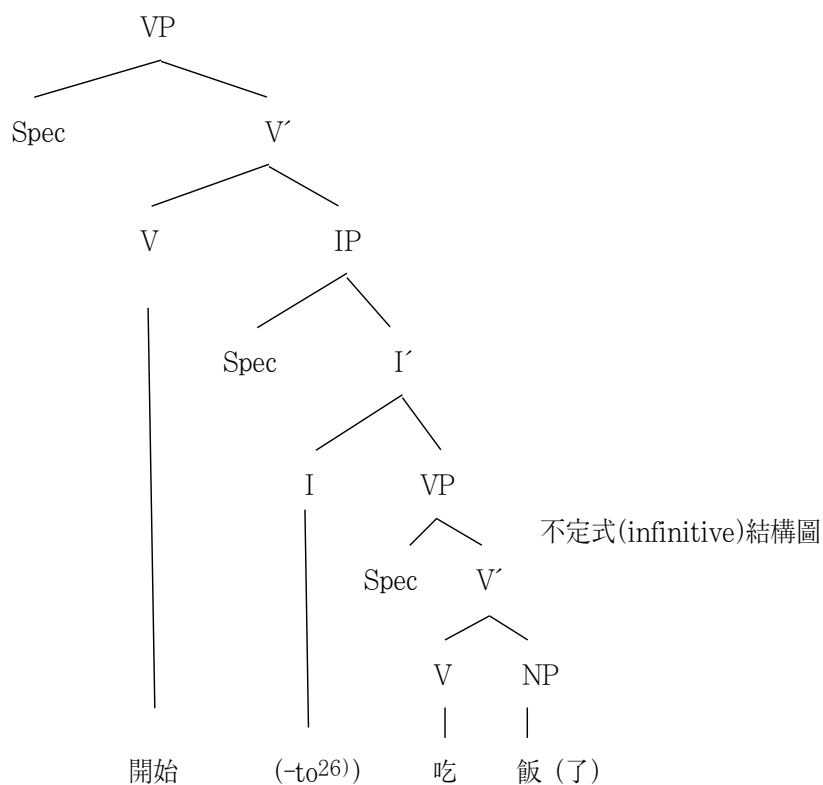 VP
Spec V´
V IP
Spec I´
I VP
不定式(infinitive)結構圖
Spec V´
V NP
開始 (-to26)) 吃 飯 (了)